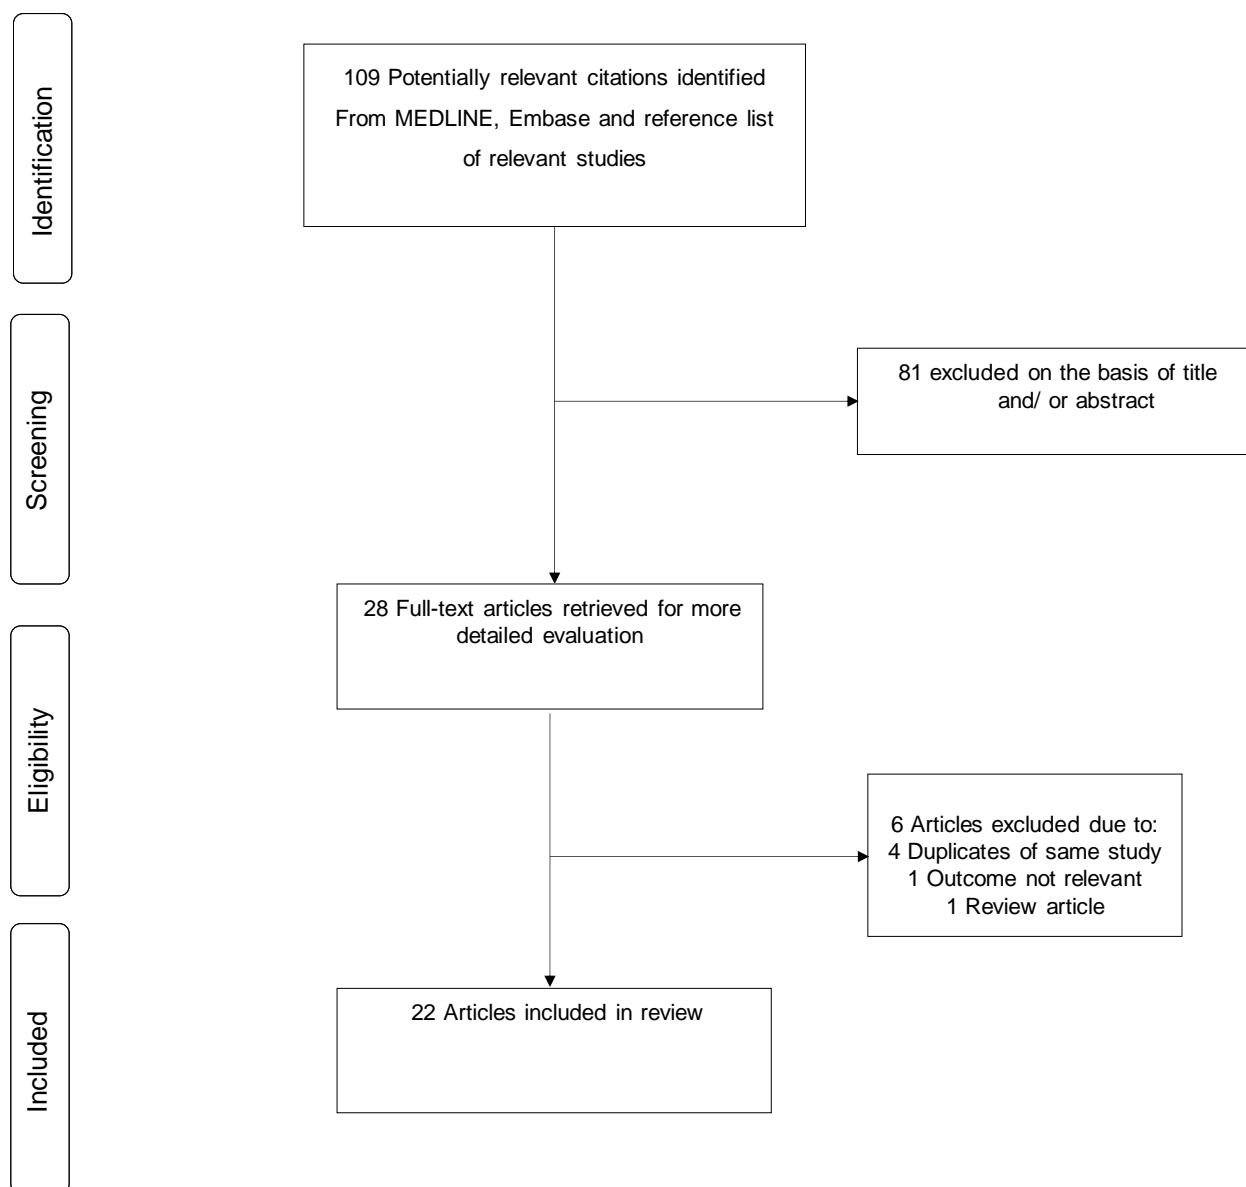 Identification
109 Potentially relevant citations identified
From MEDLINE, Embase and reference list
of relevant studies
Screening
81 excluded on the basis of title
and/ or abstract
28 Full-text articles retrieved for more
detailed evaluation
Eligibility
6 Articles excluded due to:
4 Duplicates of same study
1 Outcome not relevant
1 Review article
Included
22 Articles included in review